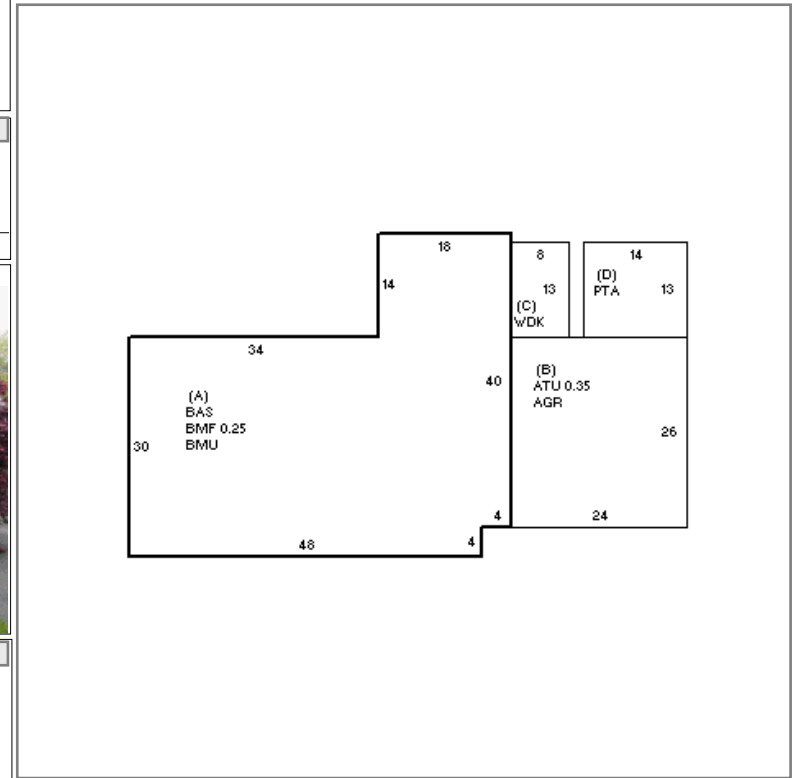 18
8
14
(D)
PTA
13
14
13
(C)
WDK
34
(B)
ATU 0.35
AGR
40
(A)
BAS
BMF 0.25
BMU
30
26
4
24
48
4